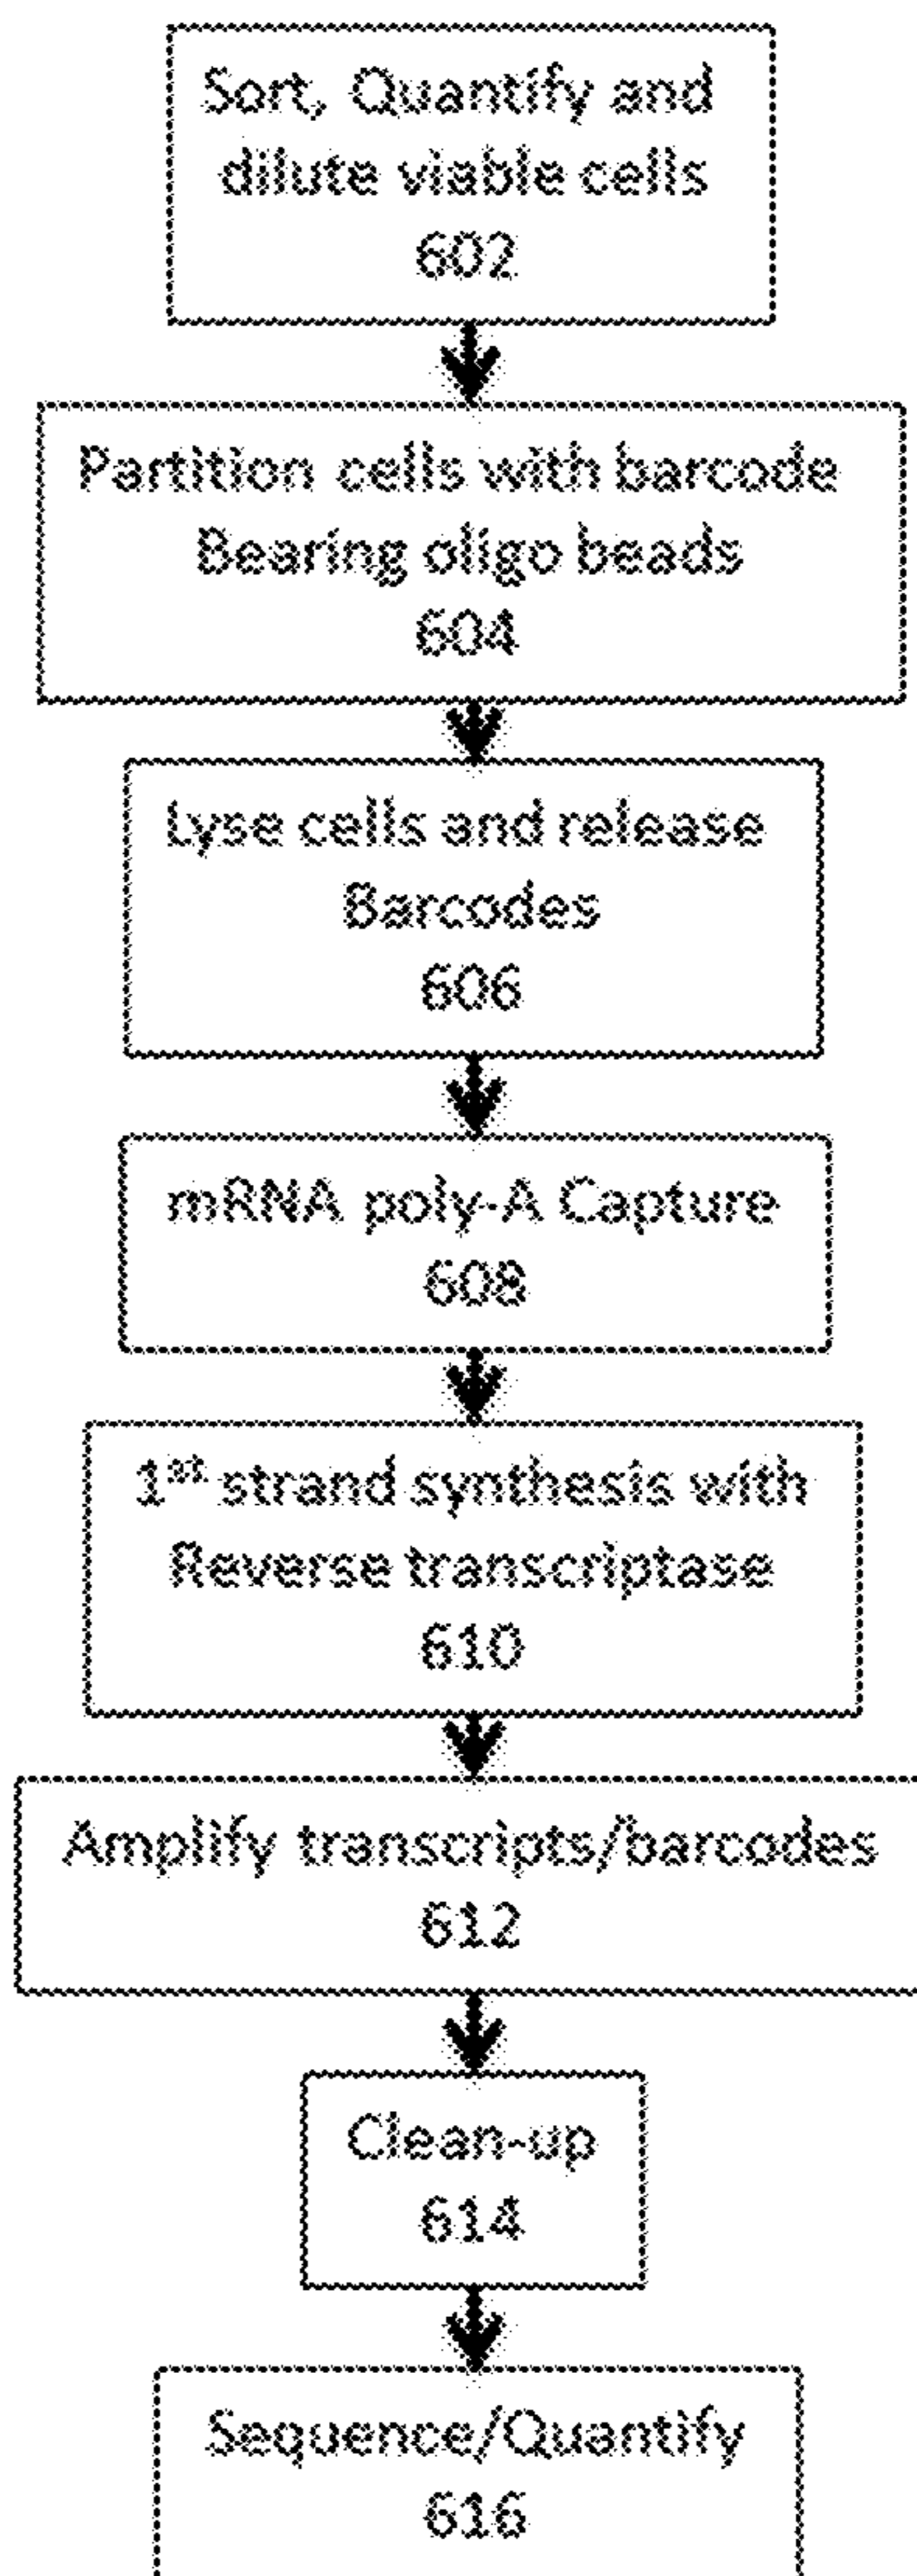 Sort, Quantify and
dilute viable cells
602
Partition cells with barcode
Bearing oligo beads
604
Lyse cells and release
Barcodes
606
mRNA poly-A Capture
608
1st strand synthesis with
Reverse transcriptase
610
Amplify transcripts/barcodes
612
Clean-up
614
Sequence/Quantify
616